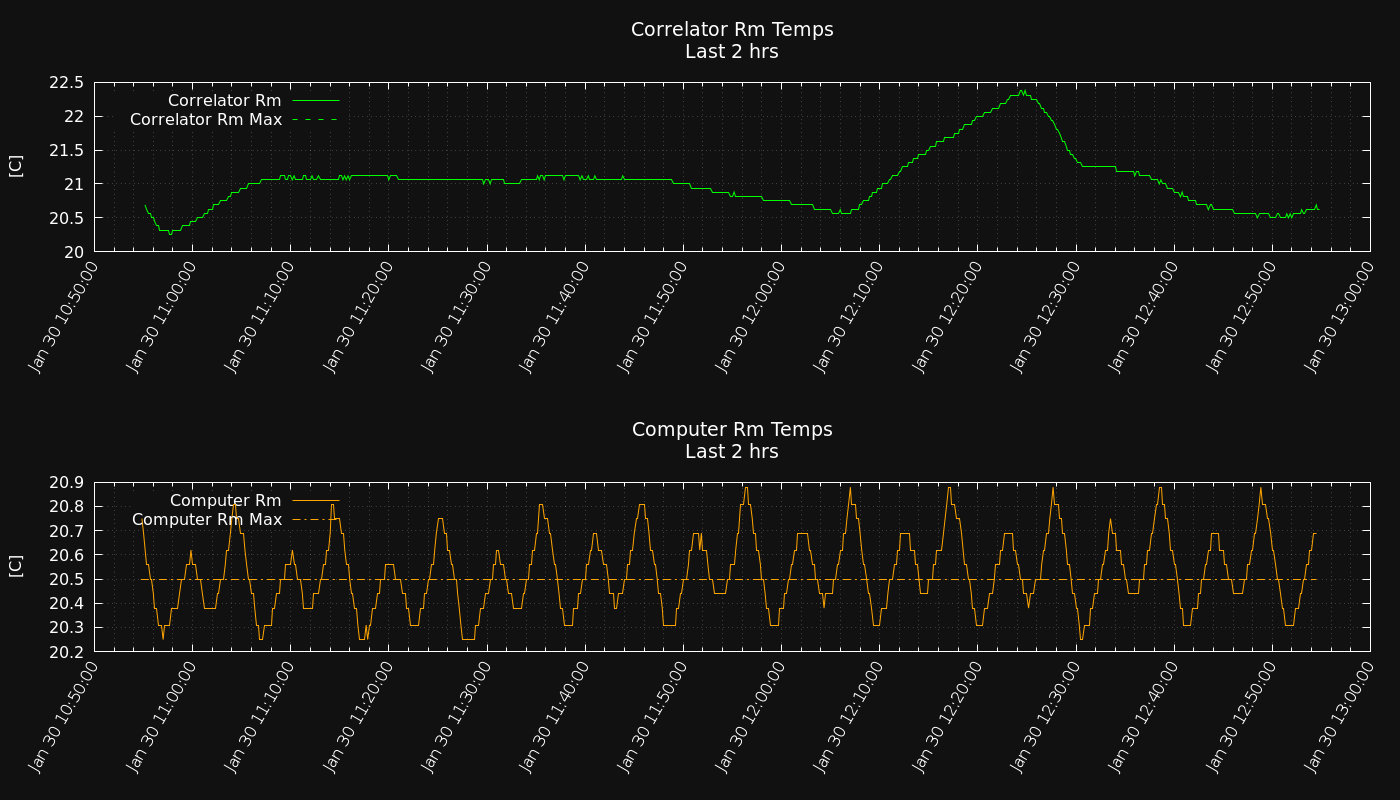 Correlator Rm Temps
Last 2 hrs
22.5
22
21.5
21
20.5
20
[C]
Correlator Rm
Correlator Rm Max
Jan 30 10:50:00
Jan 30 11:00:00
Jan 30 11:10:00
Jan 30 11:20:00
Jan 30 11:30:00
Jan 30 11:40:00
Jan 30 11:50:00
Jan 30 12:00:00
Jan 30 12:10:00
Jan 30 12:20:00
Jan 30 12:30:00
Jan 30 12:40:00
Jan 30 12:50:00
Jan 30 13:00:00
Computer Rm Temps
Last 2 hrs
20.9
20.8
20.7
20.6
20.5
20.4
20.3
20.2
[C]
Computer Rm
Computer Rm Max
Jan 30 10:50:00
Jan 30 11:00:00
Jan 30 11:10:00
Jan 30 11:20:00
Jan 30 11:30:00
Jan 30 11:40:00
Jan 30 11:50:00
Jan 30 12:00:00
Jan 30 12:10:00
Jan 30 12:20:00
Jan 30 12:30:00
Jan 30 12:40:00
Jan 30 12:50:00
Jan 30 13:00:00